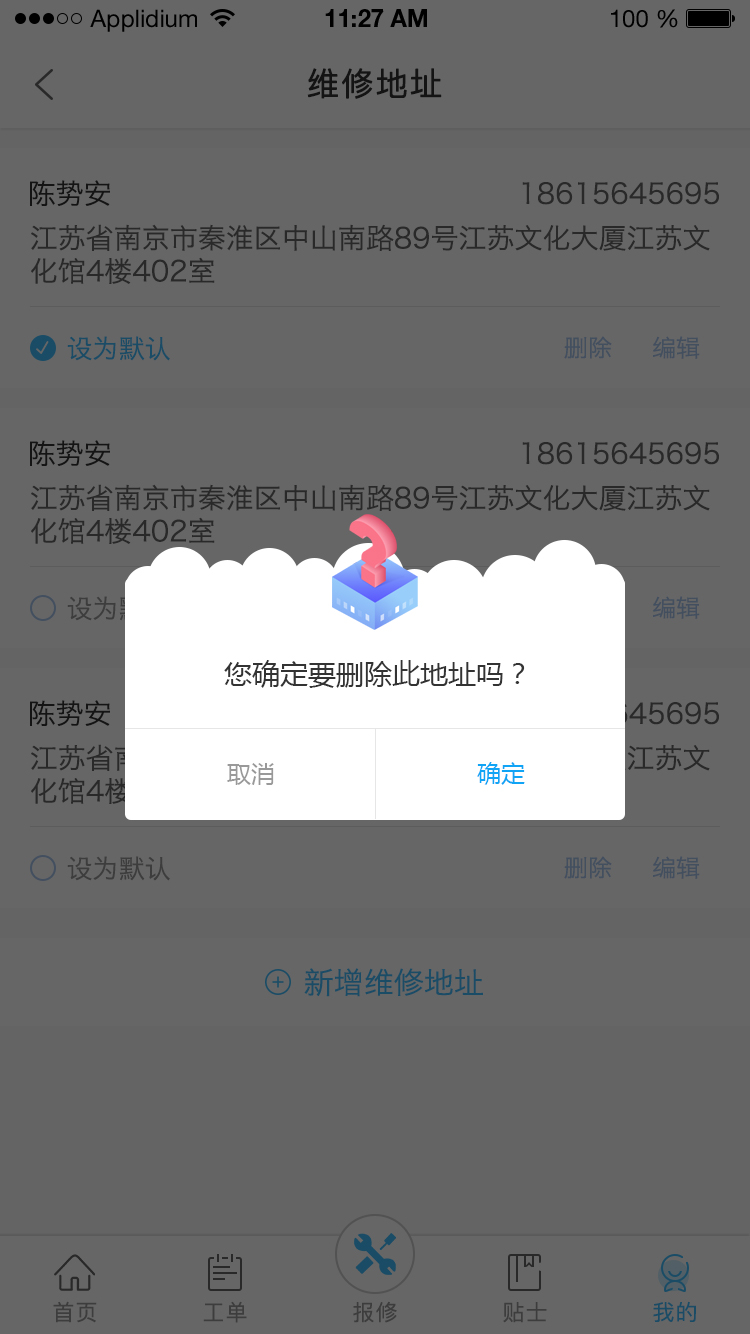 Applidium 11:27 AM 100 %
维修地址
陈势安 18615645695
江苏省南京市秦淮区中山南路89号江苏文化大厦江苏文
化馆4楼402室
设为默认 删除 编辑
陈势安 18615645695
江苏省南京市秦淮区中山南路89号江苏文化大厦江苏文
化馆4楼402室
设为 编辑
您确定要删除此地址吗？
陈势安 45695
江苏省 江苏文
化馆4
取消 确定
设为默认 删除 编辑
新增维修地址
首页 工单 报修 贴士 我的